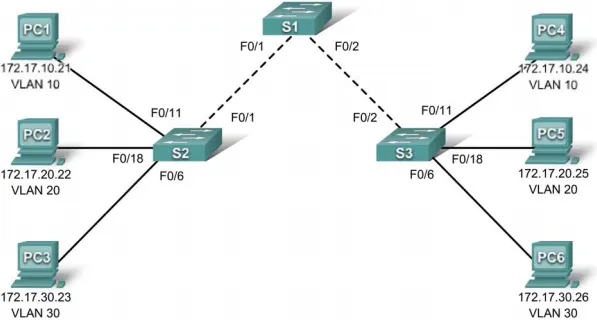 PC1
172.17.10.21
VLAN 10
S1
F0/1
F0/2
PC4
172.17.10.24
VLAN 10
F0/11
F0/1
F0/2
F0/11
PC2
172.17.20.22
VLAN 20
F0/18
S2
F0/6
S3
F0/18
F0/6
PC5
172.17.20.25
VLAN 20
PC3
172.17.30.23
VLAN 30
PC6
172.17.30.26
VLAN 30